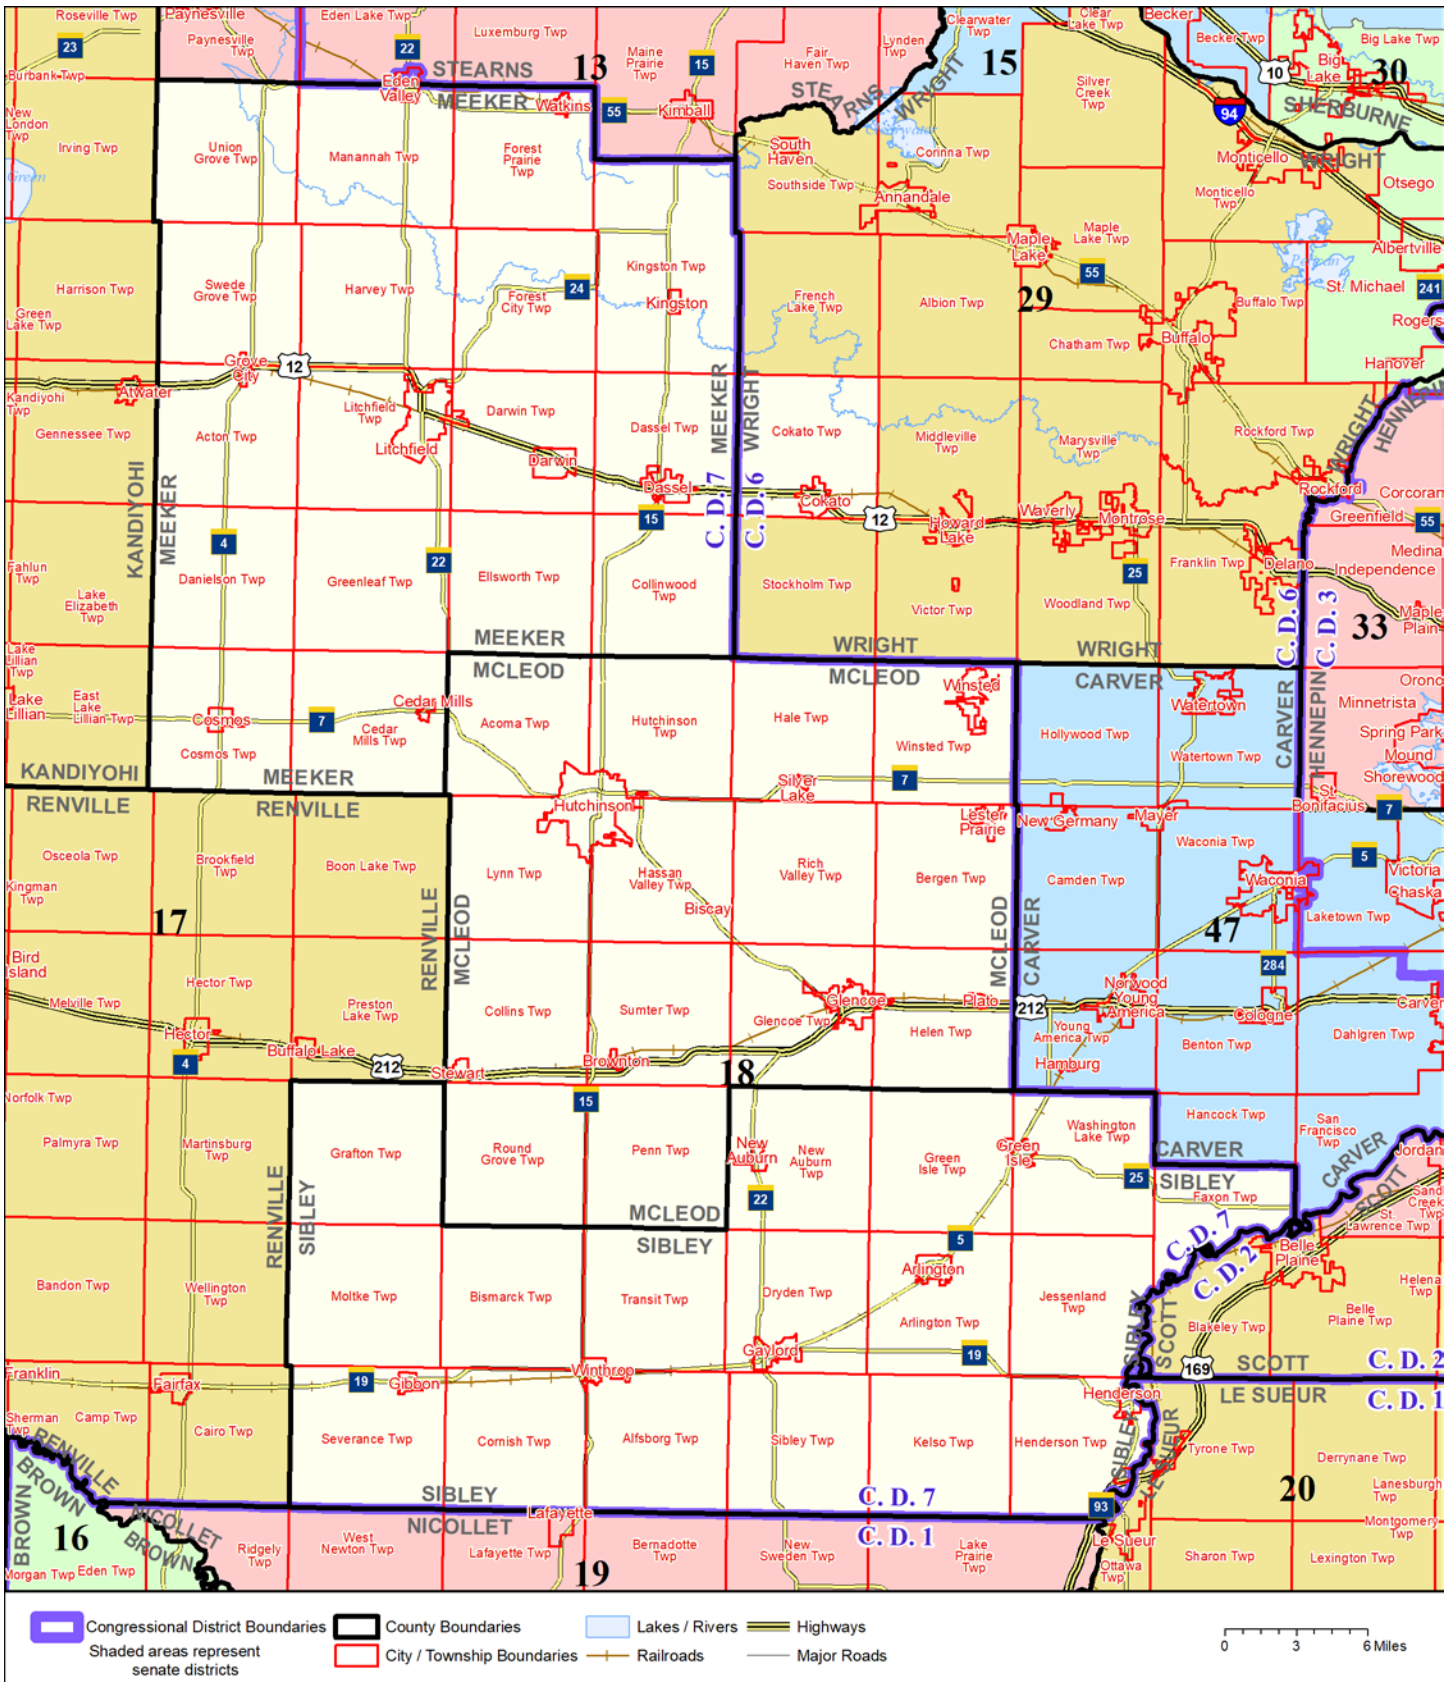 Roseville Twp
Paynesville
Eden Lake Twp
Luxemburg Twp
Clearwater
Twp
Clear
Lake Twp
Becker
23
Paynesville
Twp
22
Maine
Prairie
Twp
Fair
Haven Twp
Lynden
Twp
Becker Twp
Big Lake Twp
Burbank Twp
STEARNS
13
15
15
10
Big
Lake
30
Eden
Valley
MEEKER
Watkins
55
Kimball
STEARNS
WRIGHT
Silver
Creek
Twp
94
SHERBURNE
New
London
Twp
Irving Twp
Union
Grove Twp
Manannah Twp
Forest
Prairie
Twp
South
Haven
Clearwater
Corinna Twp
Monticello
WRIGHT
Green
Southside Twp
Annandale
Monticello
Twp
Otsego
Maple
Lake
Maple
Lake Twp
Albertville
Kingston Twp
55
Pelican
Harrison Twp
Swede
Grove Twp
Harvey Twp
Forest
City Twp
24
Kingston
French
Lake Twp
Albion Twp
29
Buffalo Twp
St. Michael
241
Green
Lake Twp
Chatham Twp
Buffalo
Rogers
Grove
City
12
MEEKER
WRIGHT
Hanover
Kandiyohi
Twp
Atwater
Litchfield
Twp
Darwin Twp
Dassel Twp
Cokato Twp
Middleville
Twp
Marysville
Twp
Rockford Twp
WRIGHT
HENNEPIN
Gennessee Twp
Acton Twp
Litchfield
Darwin
KANDIYOHI
MEEKER
Dassel
C. D. 7
C. D. 6
Cokato
Rockford
Corcoran
15
12
Howard
Lake
Waverly
Montrose
Greenfield
55
4
22
Medina
Fahlun
Twp
Danielson Twp
Greenleaf Twp
Ellsworth Twp
Collinwood
Twp
Stockholm Twp
25
Franklin Twp
Delano
Independence
Lake
Elizabeth
Twp
Victor Twp
Woodland Twp
C. D. 6
C. D. 3
Maple
Plain
33
MEEKER
WRIGHT
WRIGHT
Lake
Lillian
Twp
MCLEOD
MCLEOD
CARVER
Winsted
CARVER
HENNEPIN
Orono
Lake
Lillian
East
Lake
Lillian Twp
Cosmos
7
Cedar Mills
Cedar
Mills Twp
Acoma Twp
Hutchinson
Twp
Hale Twp
Watertown
Minnetrista
Cosmos Twp
Winsted Twp
Hollywood Twp
Watertown Twp
Spring Park
Mound
Shorewood
KANDIYOHI
MEEKER
Silver
Lake
7
RENVILLE
RENVILLE
Hutchinson
Lester
Prairie
New Germany
Mayer
St.
Bonifacius
7
Osceola Twp
Brookfield
Twp
Boon Lake Twp
Lynn Twp
Hassan
Valley Twp
Rich
Valley Twp
Bergen Twp
Camden Twp
Waconia Twp
5
Victoria
Kingman
Twp
17
RENVILLE
MCLEOD
Biscay
MCLEOD
CARVER
Waconia
Chaska
Laketown Twp
47
Bird
Island
Hector Twp
284
Melville Twp
Preston
Lake Twp
Collins Twp
Sumter Twp
Glencoe
Plato
212
Norwood
Young
America
Cologne
Carver
Hector
Glencoe Twp
Helen Twp
Young
America Twp
Benton Twp
Dahlgren Twp
Buffalo Lake
4
212
Stewart
Brownton
18
Hamburg
Norfolk Twp
15
Washington
Lake Twp
Hancock Twp
San
Francisco
Twp
Palmyra Twp
Martinsburg
Twp
Grafton Twp
Round
Grove Twp
Penn Twp
New
Auburn
New
Auburn
Twp
Green
Isle Twp
Green
Isle
CARVER
CARVER
Jordan
RENVILLE
SIBLEY
22
25
SIBLEY
Faxon Twp
SCOTT
Sand
Creek
Twp
MCLEOD
SIBLEY
5
C. D. 7
C. D. 2
St.
Lawrence Twp
Belle
Plaine
Bandon Twp
Wellington
Twp
Moltke Twp
Bismarck Twp
Transit Twp
Dryden Twp
Arlington
Jessenland
Twp
Helena
Twp
Arlington Twp
SIBLEY
SCOTT
Blakeley Twp
Belle
Plaine Twp
Franklin
Fairfax
19
Gibbon
Winthrop
Gaylord
19
169
SCOTT
C. D. 2
Henderson
LE SUEUR
C. D. 1
Sherman
Twp
Camp Twp
Cairo Twp
Severance Twp
Cornish Twp
Alfsborg Twp
Sibley Twp
Kelso Twp
Henderson Twp
SIBLEY
LE SUEUR
Tyrone Twp
Derrynane Twp
RENVILLE
BROWN
20
Lanesburgh
Twp
BROWN
SIBLEY
C. D. 7
93
NICOLLET
NICOLLET
Lafayette
C. D. 1
Montgomery
Twp
16
BROWN
Ridgely
Twp
West
Newton Twp
Lafayette Twp
Bernadotte
Twp
New
Sweden Twp
Lake
Prairie
Twp
Le Sueur
Morgan Twp
Eden Twp
19
Ottawa
Twp
Sharon Twp
Lexington Twp
Congressional District Boundaries
County Boundaries
Lakes / Rivers
Highways
Shaded areas represent
senate districts
City / Township Boundaries
Railroads
Major Roads
0 3 6 Miles